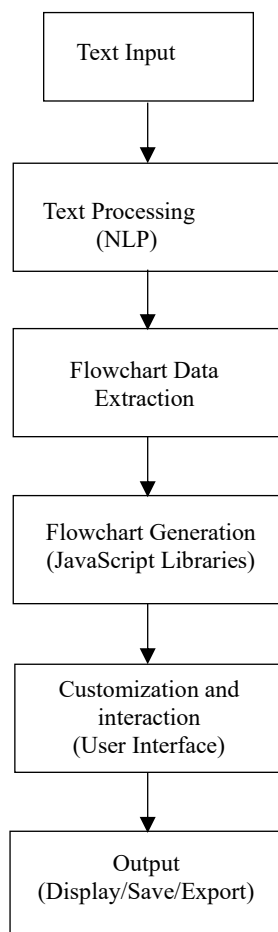 Text Input
Text Processing
(NLP)
Flowchart Data
Extraction
Flowchart Generation
(JavaScript Libraries)
Customization and
interaction
(User Interface)
Output
(Display/Save/Export)